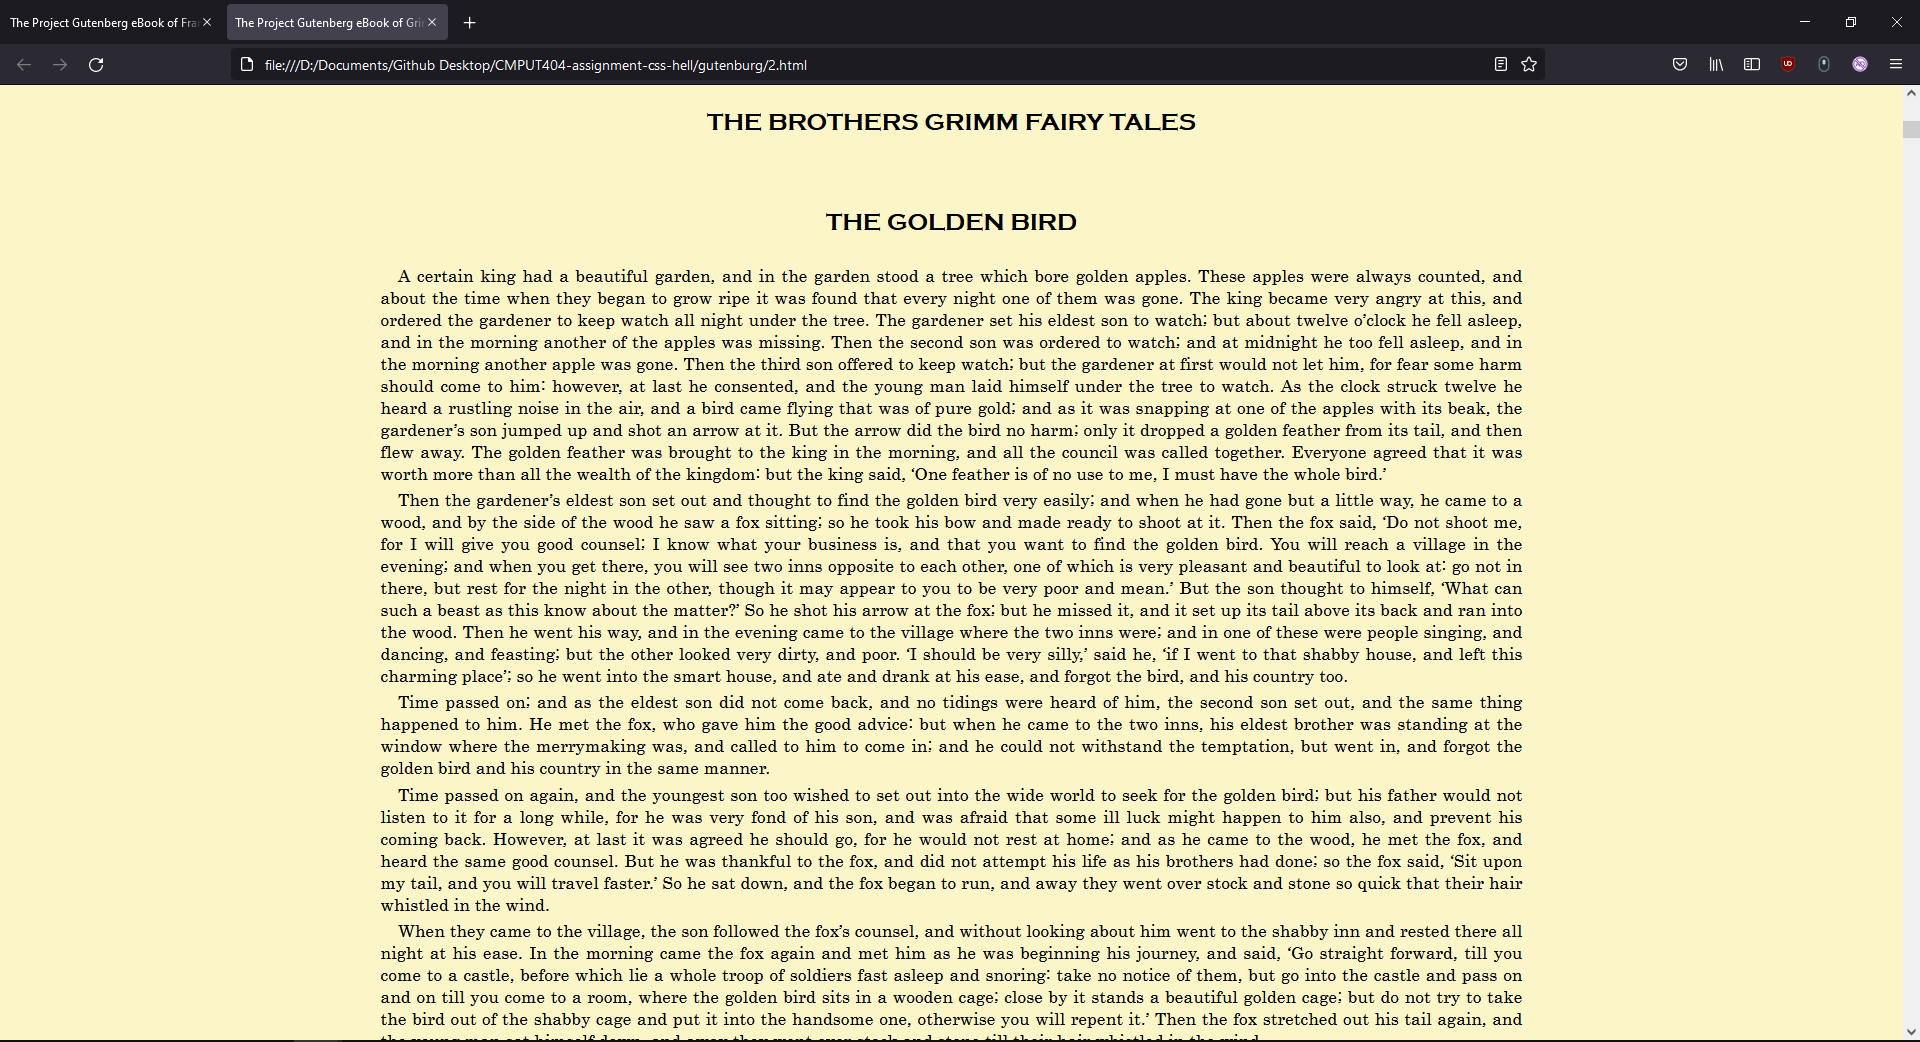 The Project Gutenberg eBook of Fra
The Project Gutenberg eBook of Gri
file:///D:/Documents/Github Desktop/CMPUT404-assignment-css-hell/gutenburg/2.html
THE BROTHERS GRIMM FAIRY TALES
THE GOLDEN BIRD
A certain king had a beautiful garden, and in the garden stood a tree which bore golden apples. These apples were always counted, and
about the time when they began to grow ripe it was found that every night one of them was gone. The king became very angry at this, and
ordered the gardener to keep watch all night under the tree. The gardener set his eldest son to watch; but about twelve o’clock he fell asleep,
and in the morning another of the apples was missing. Then the second son was ordered to watch; and at midnight he too fell asleep, and in
the morning another apple was gone. Then the third son offered to keep watch; but the gardener at first would not let him, for fear some harm
should come to him: however, at last he consented, and the young man laid himself under the tree to watch. As the clock struck twelve he
heard a rustling noise in the air, and a bird came flying that was of pure gold; and as it was snapping at one of the apples with its beak, the
gardener’s son jumped up and shot an arrow at it. But the arrow did the bird no harm; only it dropped a golden feather from its tail, and then
flew away. The golden feather was brought to the king in the morning, and all the council was called together. Everyone agreed that it was
worth more than all the wealth of the kingdom: but the king said, ‘One feather is of no use to me, I must have the whole bird.’
Then the gardener’s eldest son set out and thought to find the golden bird very easily; and when he had gone but a little way, he came to a
wood, and by the side of the wood he saw a fox sitting; so he took his bow and made ready to shoot at it. Then the fox said, ‘Do not shoot me,
for I will give you good counsel; I know what your business is, and that you want to find the golden bird. You will reach a village in the
evening; and when you get there, you will see two inns opposite to each other, one of which is very pleasant and beautiful to look at: go not in
there, but rest for the night in the other, though it may appear to you to be very poor and mean.’ But the son thought to himself, ‘What can
such a beast as this know about the matter?’ So he shot his arrow at the fox; but he missed it, and it set up its tail above its back and ran into
the wood. Then he went his way, and in the evening came to the village where the two inns were; and in one of these were people singing, and
dancing, and feasting; but the other looked very dirty, and poor. ‘I should be very silly,’ said he, ‘if I went to that shabby house, and left this
charming place’; so he went into the smart house, and ate and drank at his ease, and forgot the bird, and his country too.
Time passed on; and as the eldest son did not come back, and no tidings were heard of him, the second son set out, and the same thing
happened to him. He met the fox, who gave him the good advice: but when he came to the two inns, his eldest brother was standing at the
window where the merrymaking was, and called to him to come in; and he could not withstand the temptation, but went in, and forgot the
golden bird and his country in the same manner.
Time passed on again, and the youngest son too wished to set out into the wide world to seek for the golden bird; but his father would not
listen to it for a long while, for he was very fond of his son, and was afraid that some ill luck might happen to him also, and prevent his
coming back. However, at last it was agreed he should go, for he would not rest at home; and as he came to the wood, he met the fox, and
heard the same good counsel. But he was thankful to the fox, and did not attempt his life as his brothers had done; so the fox said, ‘Sit upon
my tail, and you will travel faster.’ So he sat down, and the fox began to run, and away they went over stock and stone so quick that their hair
whistled in the wind.
When they came to the village, the son followed the fox’s counsel, and without looking about him went to the shabby inn and rested there all
night at his ease. In the morning came the fox again and met him as he was beginning his journey, and said, ‘Go straight forward, till you
come to a castle, before which lie a whole troop of soldiers fast asleep and snoring: take no notice of them, but go into the castle and pass on
and on till you come to a room, where the golden bird sits in a wooden cage; close by it stands a beautiful golden cage; but do not try to take
the bird out of the shabby cage and put it into the handsome one, otherwise you will repent it.’ Then the fox stretched out his tail again, and
the young man sat himself down, and away they went over stock and stone till their hair whistled in the wind.